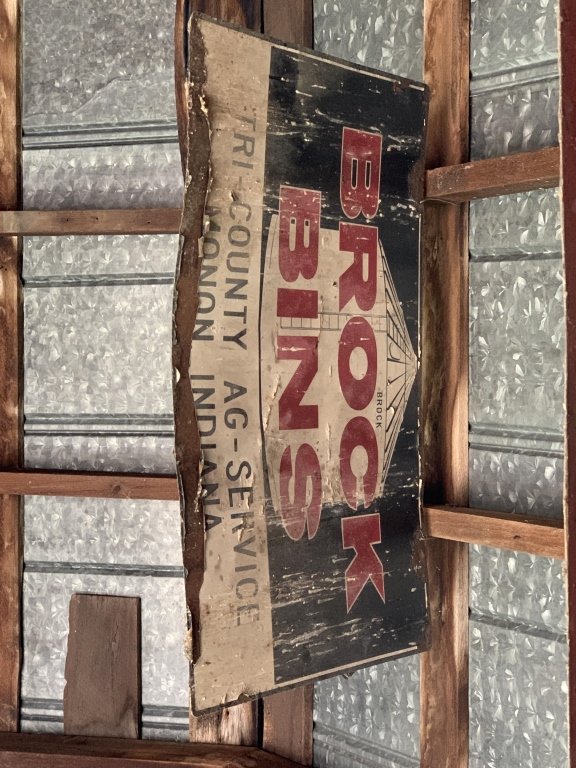 BROCK
BROCK
BINS
TRI-COUNTY AG-SERVICE
MONON INDIANA